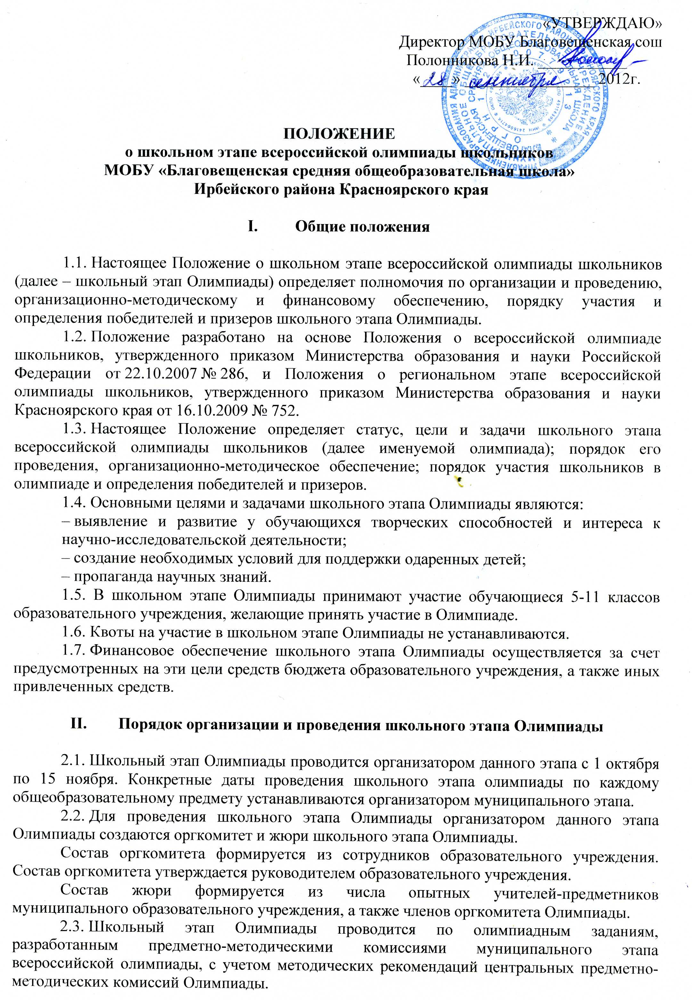 «УТВЕРЖДАЮ»
Директор МОБУ Благовещенская сош
Полонникова Н.И.
«28» сентября 2012г.
ПОЛОЖЕНИЕ
о школьном этапе всероссийской олимпиады школьников
МОБУ «Благовещенская средняя общеобразовательная школа»
Ирбейского района Красноярского края
I. Общие положения
1.1. Настоящее Положение о школьном этапе всероссийской олимпиады школьников
(далее – школьный этап Олимпиады) определяет полномочия по организации и проведению,
организационно-методическому и финансовому обеспечению, порядку участия и
определения победителей и призеров школьного этапа Олимпиады.
1.2. Положение разработано на основе Положения о всероссийской олимпиаде
школьников, утвержденного приказом Министерства образования и науки Российской
Федерации от 22.10.2007 № 286, и Положения о региональном этапе всероссийской
олимпиады школьников, утвержденного приказом Министерства образования и науки
Красноярского края от 16.10.2009 № 752.
1.3. Настоящее Положение определяет статус, цели и задачи школьного этапа
всероссийской олимпиады школьников (далее именуемой олимпиада); порядок его
проведения, организационно-методическое обеспечение; порядок участия школьников в
олимпиаде и определения победителей и призеров.
1.4. Основными целями и задачами школьного этапа Олимпиады являются:
– выявление и развитие у обучающихся творческих способностей и интереса к
научно-исследовательской деятельности;
– создание необходимых условий для поддержки одаренных детей;
– пропаганда научных знаний.
1.5. В школьном этапе Олимпиады принимают участие обучающиеся 5-11 классов
образовательного учреждения, желающие принять участие в Олимпиаде.
1.6. Квоты на участие в школьном этапе Олимпиады не устанавливаются.
1.7. Финансовое обеспечение школьного этапа Олимпиады осуществляется за счет
предусмотренных на эти цели средств бюджета образовательного учреждения, а также иных
привлеченных средств.
II. Порядок организации и проведения школьного этапа Олимпиады
2.1. Школьный этап Олимпиады проводится организатором данного этапа с 1 октября
по 15 ноября. Конкретные даты проведения школьного этапа олимпиады по каждому
общеобразовательному предмету устанавливаются организатором муниципального этапа.
2.2. Для проведения школьного этапа Олимпиады организатором данного этапа
Олимпиады создаются оргкомитет и жюри школьного этапа Олимпиады.
Состав оргкомитета формируется из сотрудников образовательного учреждения.
Состав оргкомитета утверждается руководителем образовательного учреждения.
Состав жюри формируется из числа опытных учителей-предметников
муниципального образовательного учреждения, а также членов оргкомитета Олимпиады.
2.3. Школьный этап Олимпиады проводится по олимпиадным заданиям,
разработанным предметно-методическими комиссиями муниципального этапа
всероссийской олимпиады, с учетом методических рекомендаций центральных предметно-
методических комиссий Олимпиады.